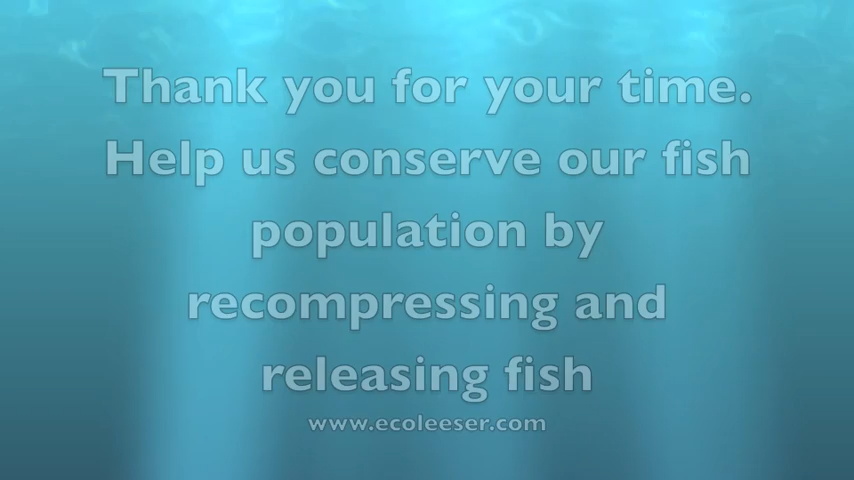 Thank you for your time.
Help us conserve our fish
population by
recompressing and
releasing fish
www.ecoleeser.com